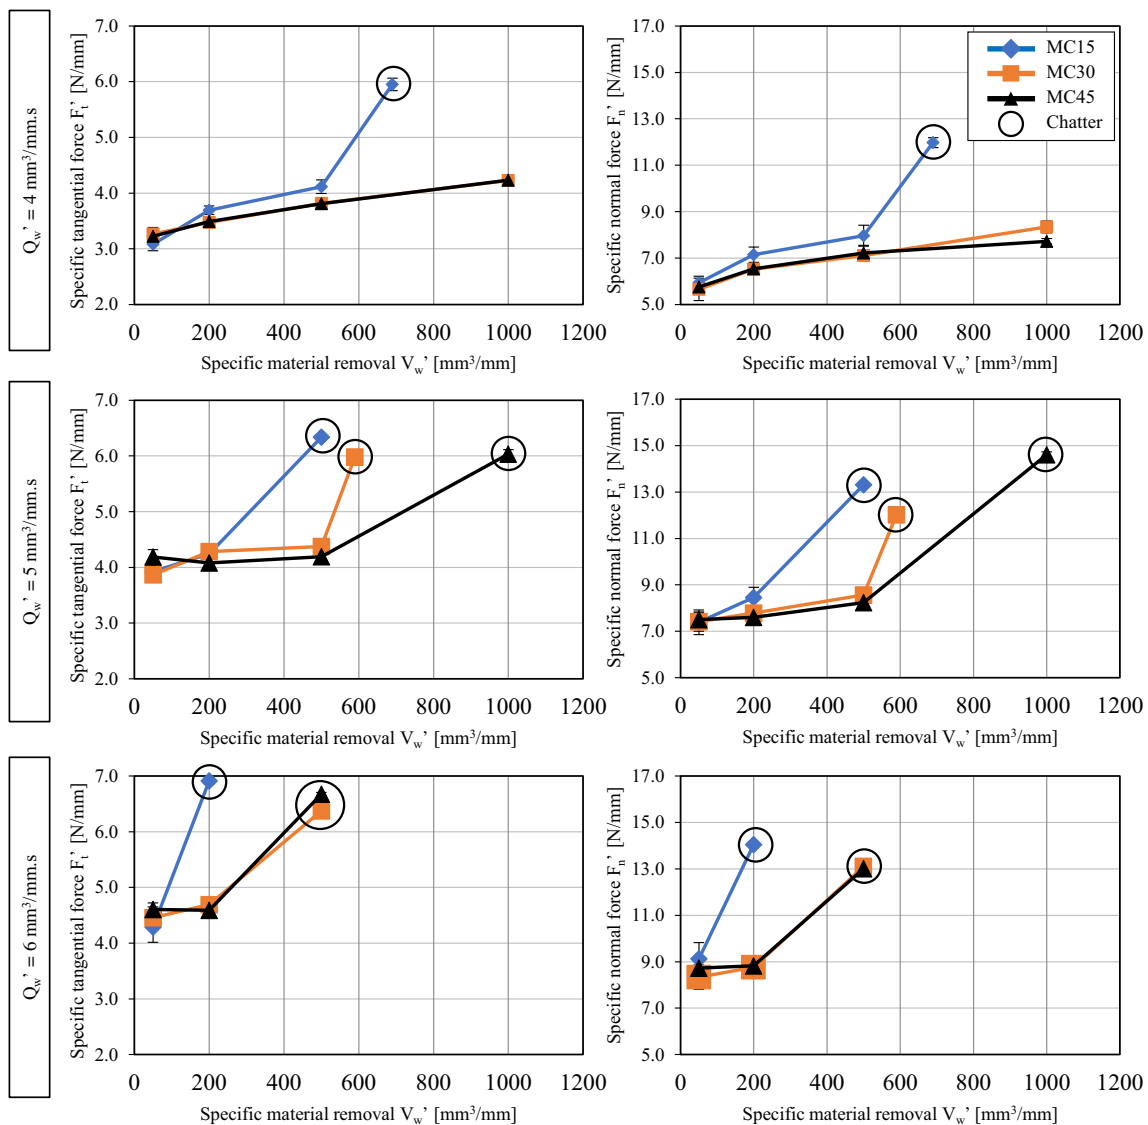 Q_w' = 4 mm³/mm.s
Specific tangential force F_t' [N/mm]
7.0
6.0
5.0
4.0
3.0
2.0
0 200 400 600 800 1000 1200
Specific material removal V_w' [mm³/mm]
Specific normal force F_n' [N/mm]
17.0
15.0
13.0
11.0
9.0
7.0
5.0
0 200 400 600 800 1000 1200
Specific material removal V_w' [mm³/mm]
MC15
MC30
MC45
Chatter
Q_w' = 5 mm³/mm.s
Specific tangential force F_t' [N/mm]
7.0
6.0
5.0
4.0
3.0
2.0
0 200 400 600 800 1000 1200
Specific material removal V_w' [mm³/mm]
Specific normal force F_n' [N/mm]
17.0
15.0
13.0
11.0
9.0
7.0
5.0
0 200 400 600 800 1000 1200
Specific material removal V_w' [mm³/mm]
Q_w' = 6 mm³/mm.s
Specific tangential force F_t' [N/mm]
7.0
6.0
5.0
4.0
3.0
2.0
0 200 400 600 800 1000 1200
Specific material removal V_w' [mm³/mm]
Specific normal force F_n' [N/mm]
17.0
15.0
13.0
11.0
9.0
7.0
5.0
0 200 400 600 800 1000 1200
Specific material removal V_w' [mm³/mm]